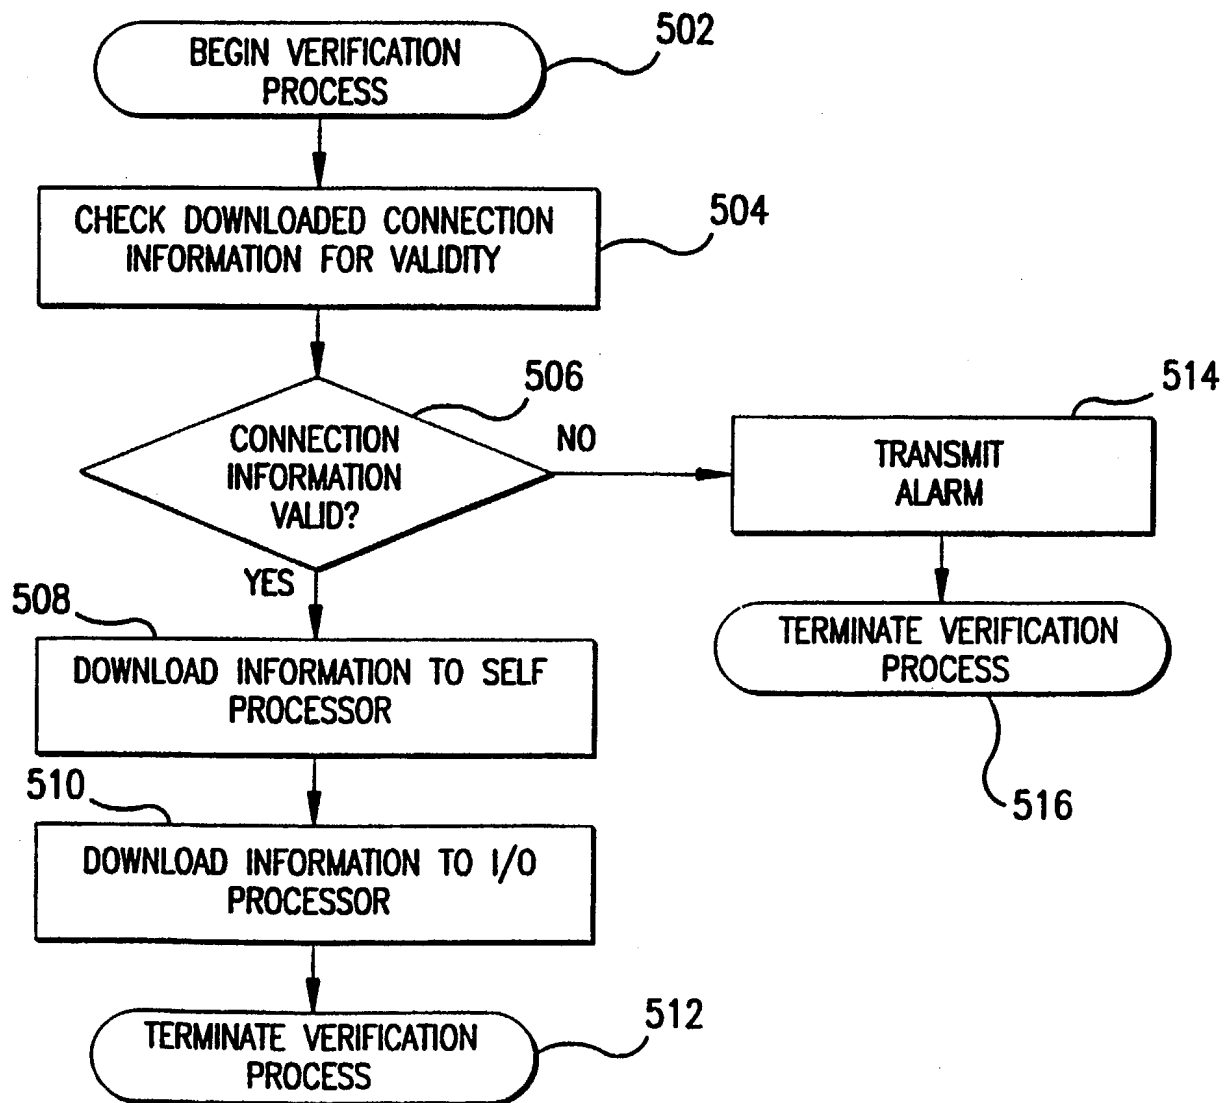 BEGIN VERIFICATION
PROCESS
502
CHECK DOWNLOADED CONNECTION
INFORMATION FOR VALIDITY
504
506
CONNECTION
INFORMATION
VALID?
NO
514
TRANSMIT
ALARM
YES
508
DOWNLOAD INFORMATION TO SELF
PROCESSOR
TERMINATE VERIFICATION
PROCESS
516
510
DOWNLOAD INFORMATION TO I/O
PROCESSOR
TERMINATE VERIFICATION
PROCESS
512